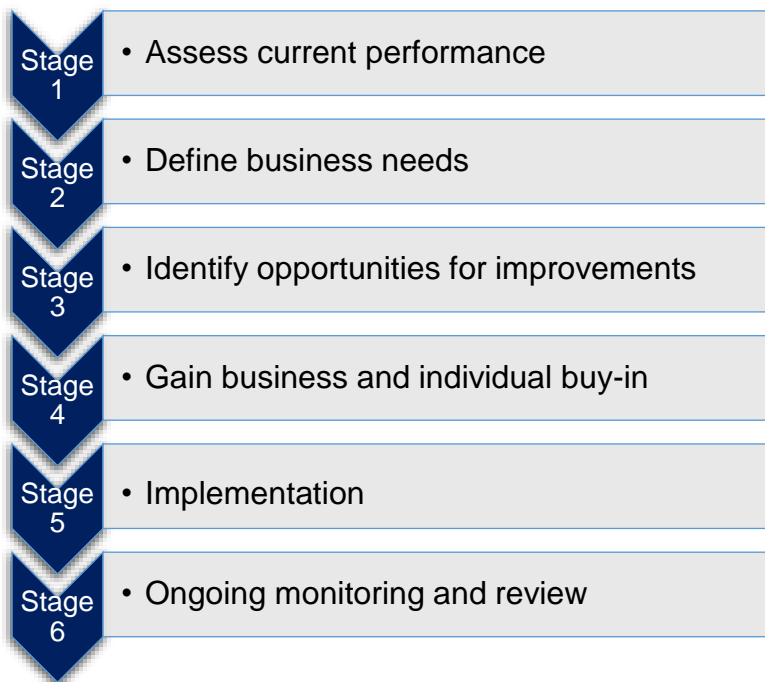 Stage
1
• Assess current performance
Stage
2
• Define business needs
Stage
3
• Identify opportunities for improvements
Stage
4
• Gain business and individual buy-in
Stage
5
• Implementation
Stage
6
• Ongoing monitoring and review